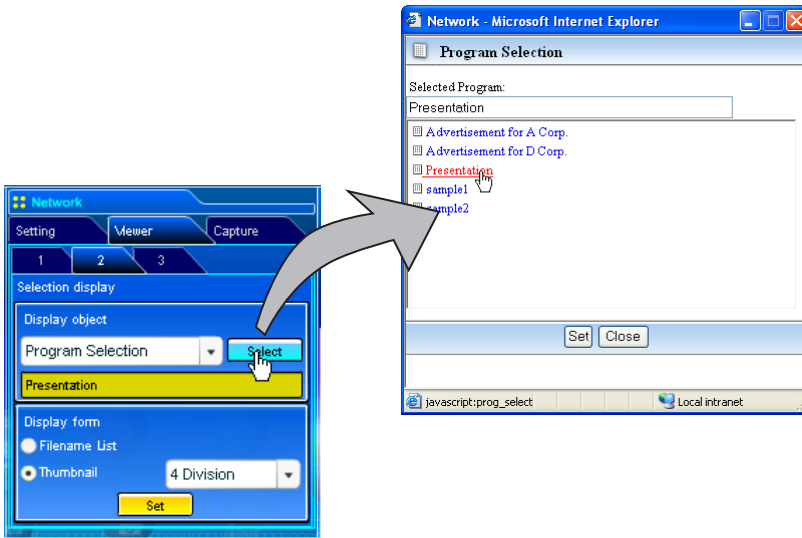 Network
Setting Viewer Capture
1 2 3
Selection display
Display object
Program Selection Select
Presentation
Display form
Filename List
Thumbnail 4 Division
Set
Network - Microsoft Internet Explorer
Program Selection
Selected Program:
Presentation
Advertisement for A Corp.
Advertisement for D Corp.
Presentation
sample1
sample2
Set Close
javascript:prog_select Local intranet